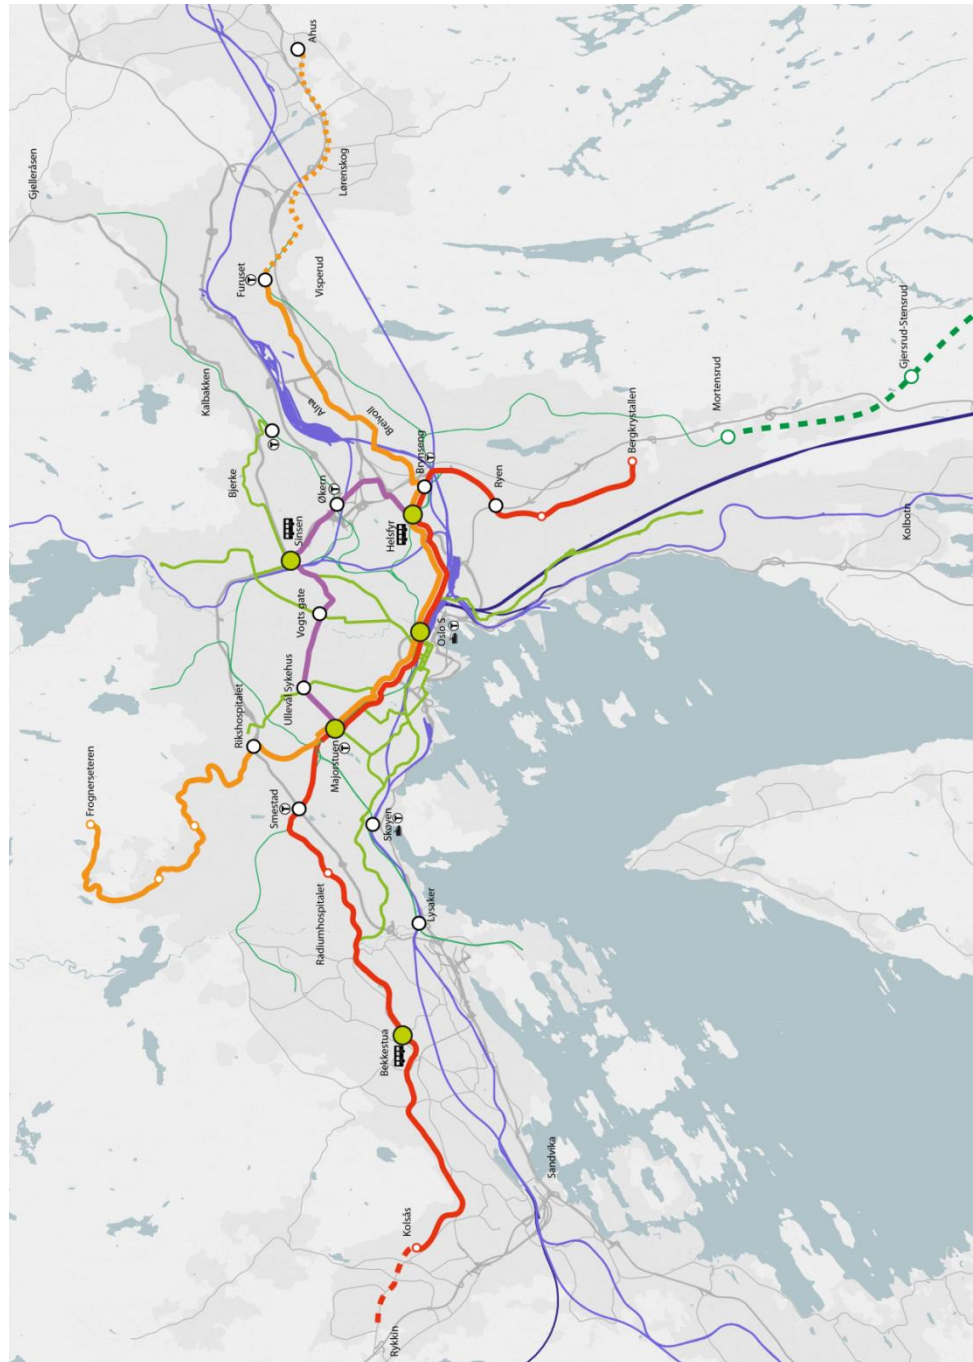 Ahus
Gjelleråsen
Lørenskog
Furuset
Visperud
Gjersrud-Stensrud
Kalbakken
Alna
Breivoll
Mortensrud
Bjerke
Økern
Brynseng
Bergkrystallen
Ryen
Sinsen
Helsfyr
Kolbotn
Vogts gate
Oslo S
Ullevål Sykehus
Rikshospitalet
Majorstuen
Frognerseteren
Smestad
Skøyen
Radiumhospitalet
Lysaker
Bekkestua
Sandvika
Kolsås
Rykkin